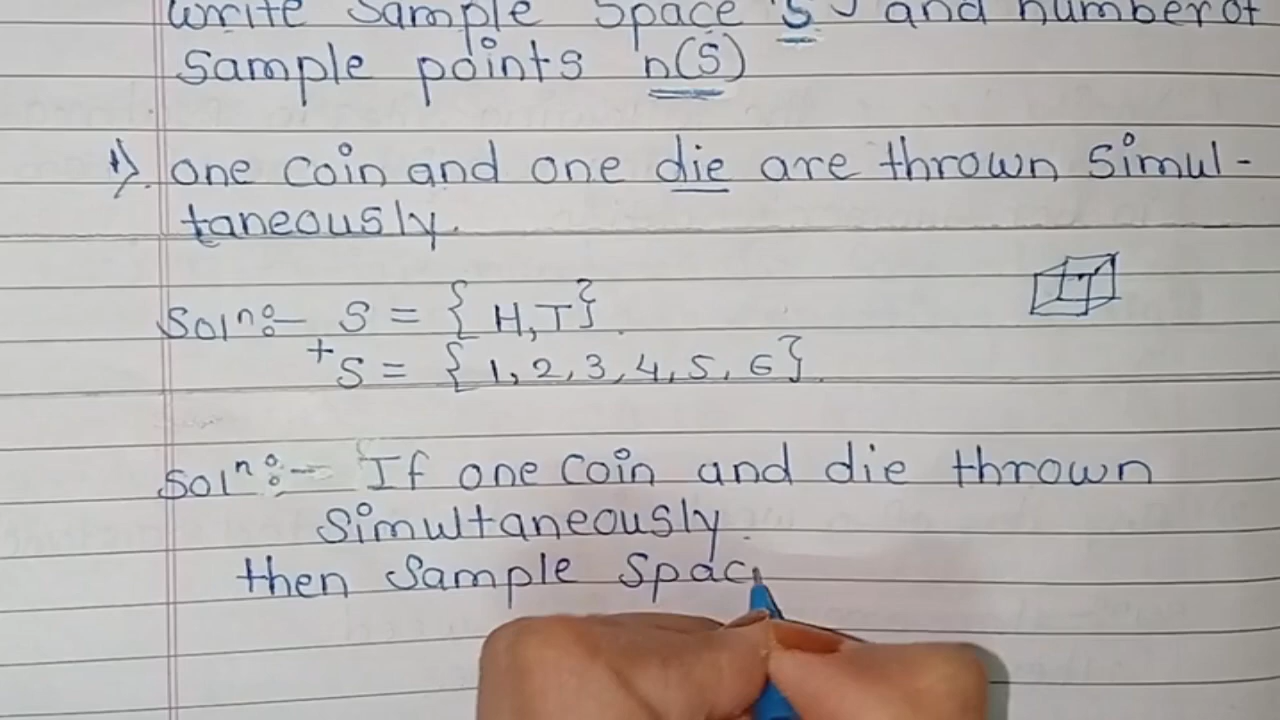 Write Sample Space 'S' and number of
Sample points n(S)
1). one coin and one die are thrown Simul-
taneously.
Solⁿ:- S = { H, T}.
+ S = { 1, 2, 3, 4, 5, 6}.
Solⁿ:- If one coin and die thrown
Simultaneously.
then Sample Spac